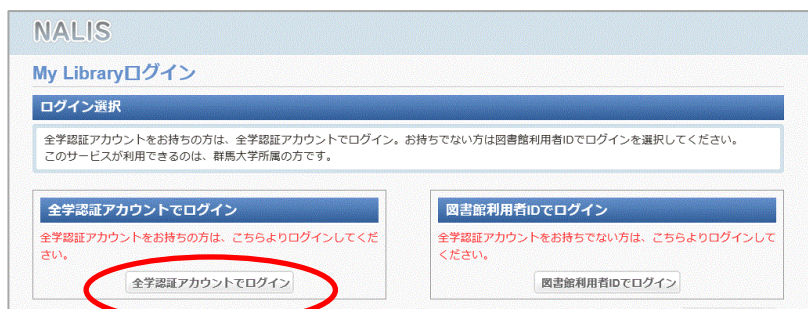 NALIS
My Libraryログイン
ログイン選択
全学認証アカウントをお持ちの方は、全学認証アカウントでログイン。お持ちでない方は図書館利用者IDでログインを選択してください。
このサービスが利用できるのは、群馬大学所属の方です。
全学認証アカウントでログイン
全学認証アカウントをお持ちの方は、こちらよりログインしてくだ
さい。
全学認証アカウントでログイン
図書館利用者IDでログイン
全学認証アカウントをお持ちでない方は、こちらよりログインして
ください。
図書館利用者IDでログイン